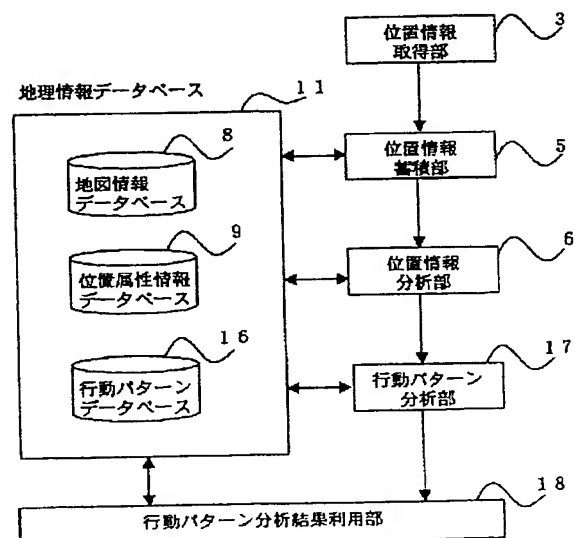 位置情報
取得部
3
地理情報データベース
11
8
地図情報
データベース
位置情報
蓄積部
5
9
位置属性情報
データベース
位置情報
分析部
6
16
行動パターン
データベース
行動パターン
分析部
17
行動パターン分析結果利用部
18